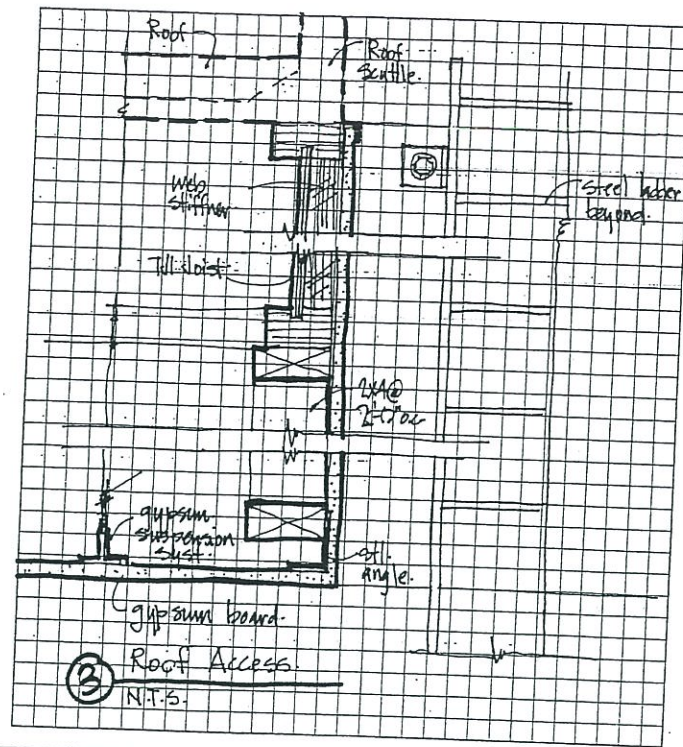 Roof
Roof
Scuttle.
web
stiffner
steel ladder
beyond.
TJI Joist
2x4@
gypsum
suspension
syst.
stl.
angle.
gypsum board.
3
Roof Access.
N.T.S.